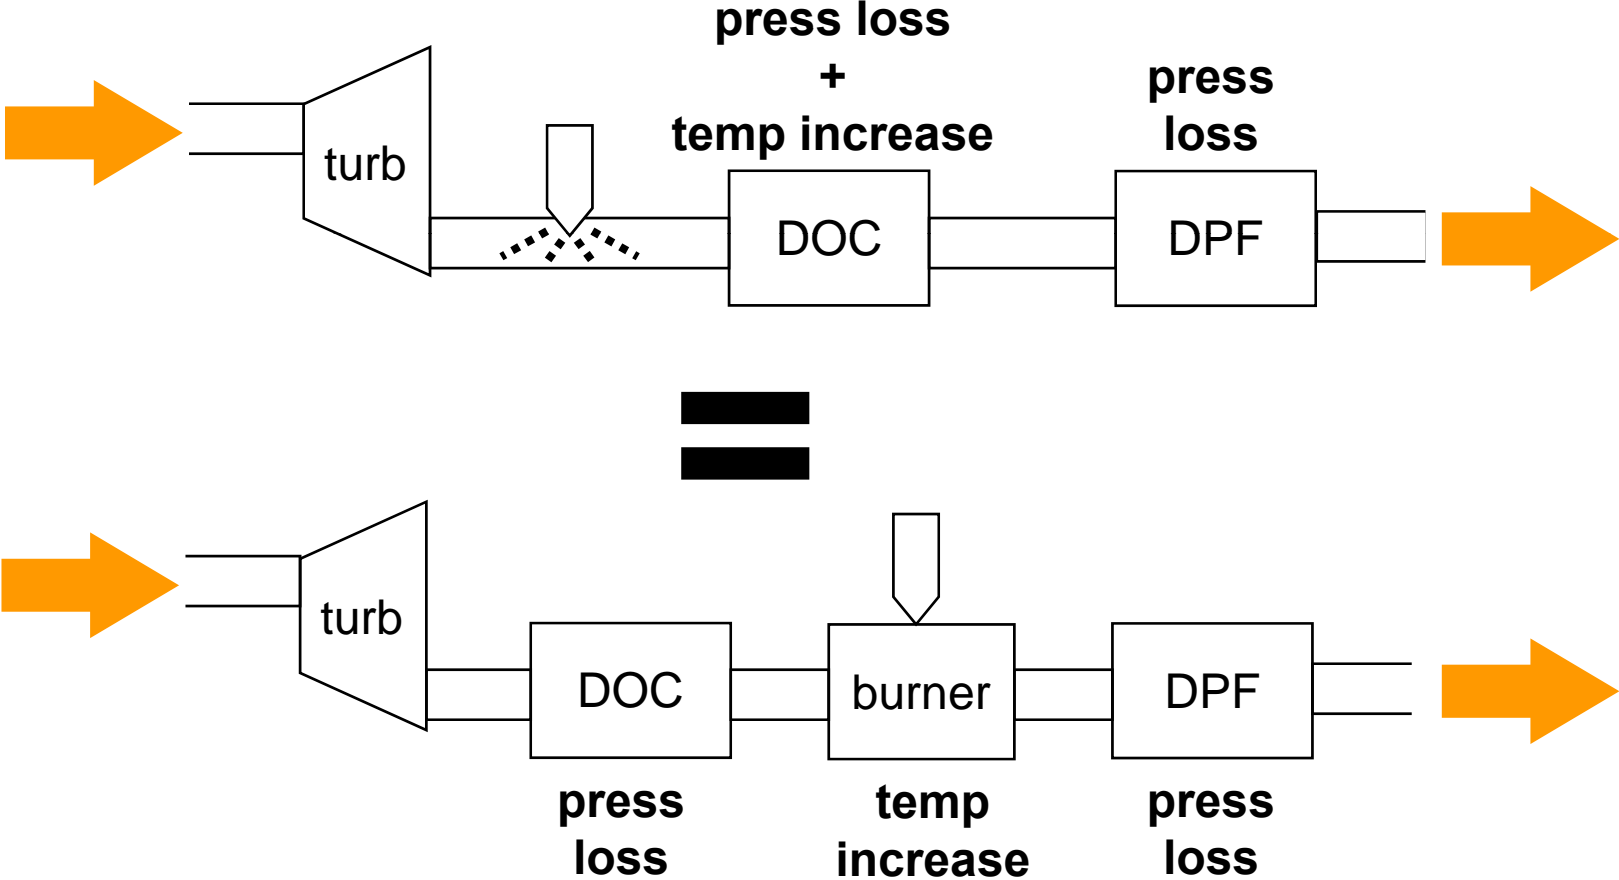 press loss
+
temp increase
press
loss
turb
DOC
DPF
turb
DOC
burner
DPF
press
loss
temp
increase
press
loss